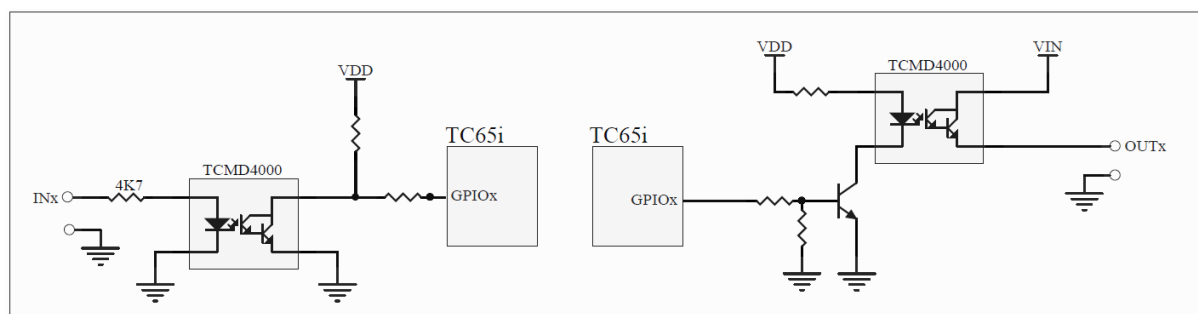 VDD
TC65i
TCMD4000
INx
4K7
GPIOx
VDD
TCMD4000
VIN
TC65i
GPIOx
OUTx